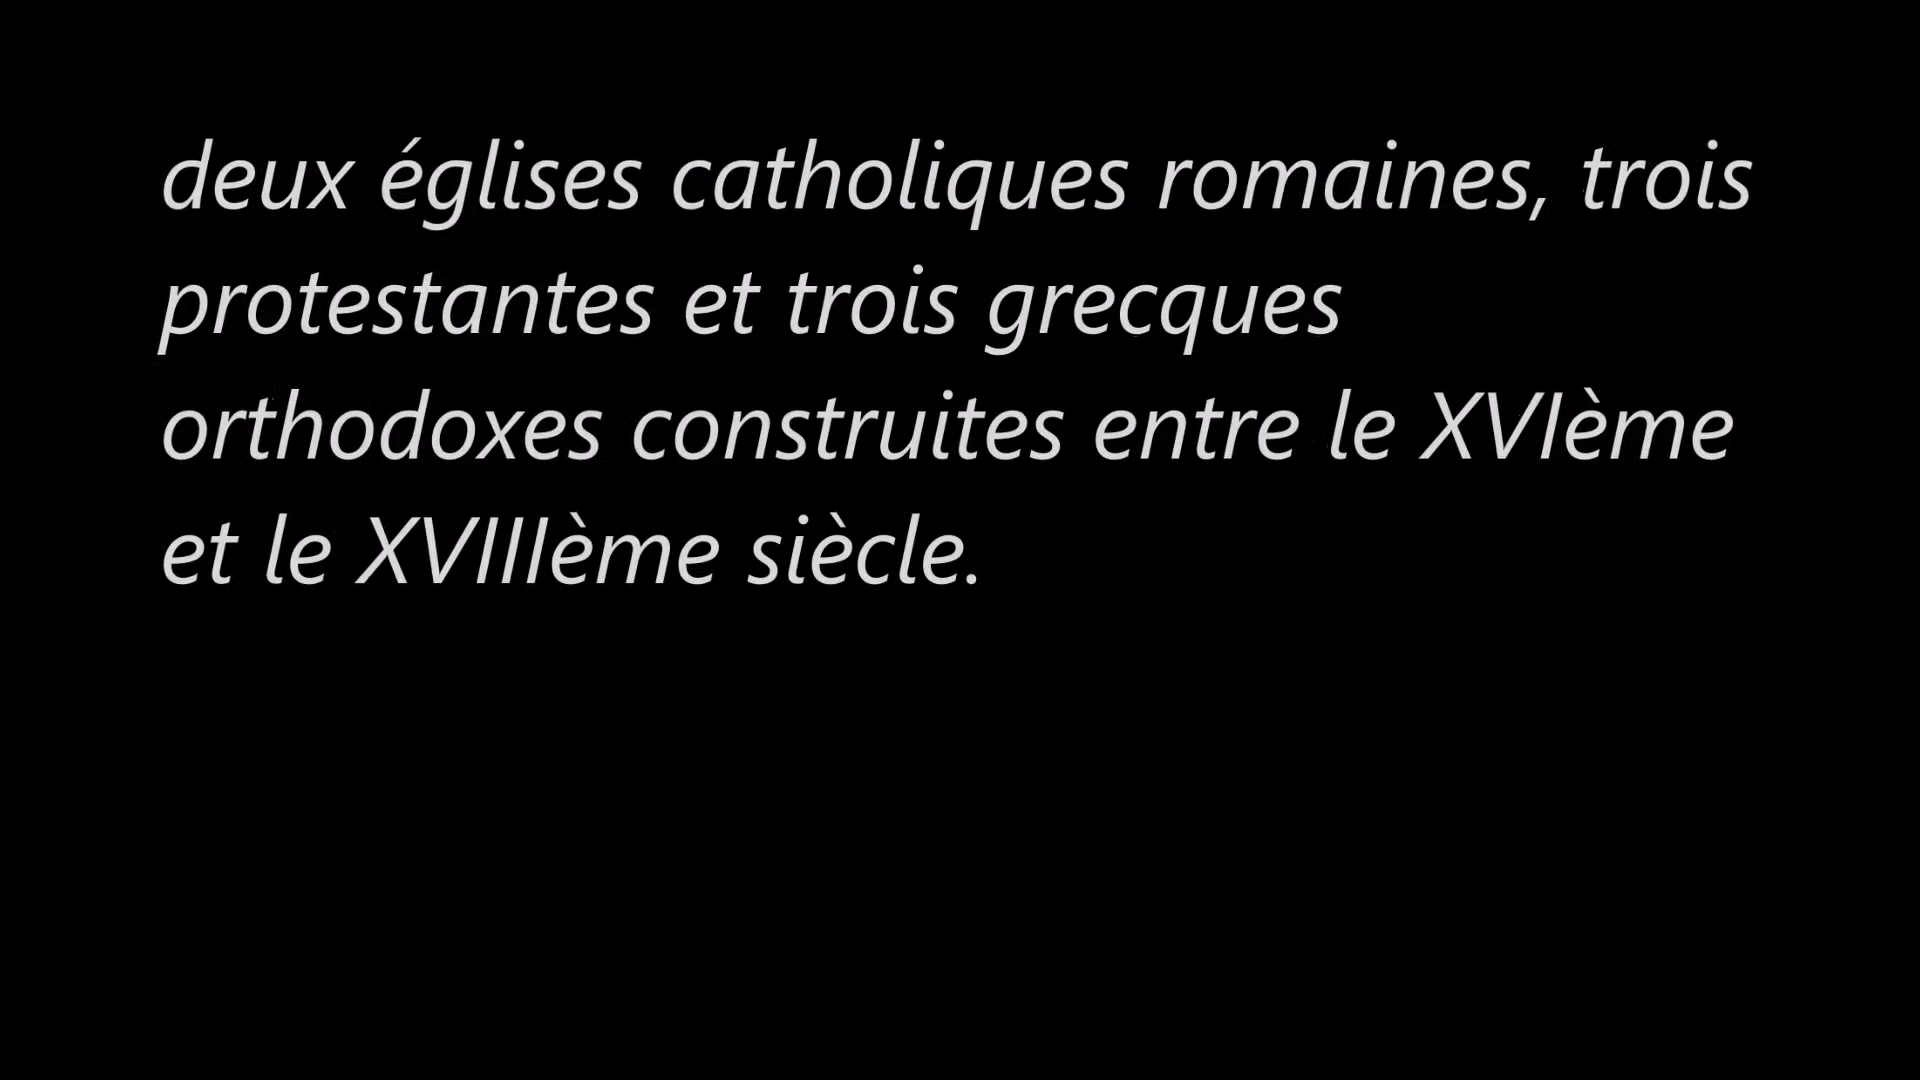 deux églises catholiques romaines, trois
protestantes et trois grecques
orthodoxes construites entre le XVIème
et le XVIIIème siècle.